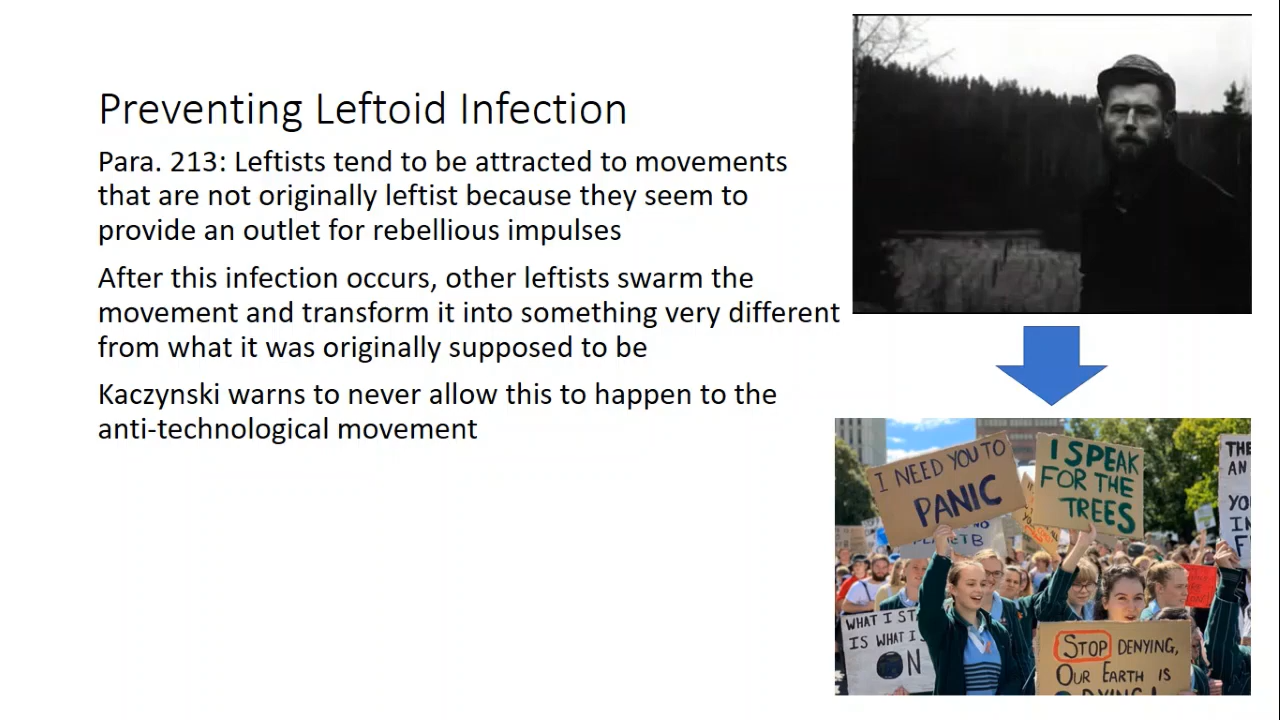 Preventing Leftoid Infection
Para. 213: Leftists tend to be attracted to movements
that are not originally leftist because they seem to
provide an outlet for rebellious impulses
After this infection occurs, other leftists swarm the
movement and transform it into something very different
from what it was originally supposed to be
Kaczynski warns to never allow this to happen to the
anti-technological movement
I NEED YOU TO
PANIC
I SPEAK
FOR THE
TREES
THE
AN
YO
IN
F
WHAT I ST
IS WHAT I
ON
STOP DENYING,
OUR EARTH IS